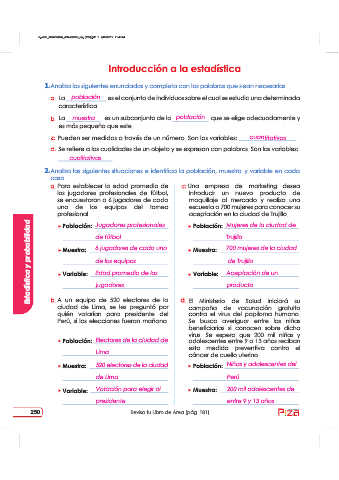 Introducción a la estadística
1. Analiza los siguientes enunciados y completa con las palabras que sean necesarias
a La población es el conjunto de individuos sobre el cual se estudia una determinada
característica
b La muestra es un subconjunto de la población que se elige adecuadamente y
es más pequeña que este
c Pueden ser medidas a través de un número. Son las variables: cuantitativas
d. Se refiere a las cualidades de un objeto y se expresan con palabras. Son las variables:
cualitativas
2. Analiza las siguientes situaciones e identifica la población, muestra y variable en cada
caso
a Para establecer la edad promedio de
los jugadores profesionales de fútbol,
se encuestaron a 6 jugadores de cada
uno de los equipos del torneo
profesional
Población: Jugadores profesionales
de fútbol
Muestra: 6 jugadores de cada uno
de los equipos
Variable: Edad promedio de los
jugadores
b A un equipo de 520 electores de la
ciudad de Lima, se les preguntó por
quién votarían para presidente del
Perú, si las elecciones fueran mañana
Población: Electores de la ciudad de
Lima
Muestra: 520 electores de la ciudad
de Lima
Variable: Votación para elegir al
presidente
c Una empresa de marketing desea
introducir un nuevo producto de
maquillaje al mercado y realiza una
encuesta a 700 mujeres para conocer su
aceptación en la ciudad de Trujillo
Población: Mujeres de la ciudad de
Trujillo
Muestra: 700 mujeres de la ciudad
de Trujillo
Variable: Aceptación de un
producto
d El Ministerio de Salud iniciará su
campaña de vacunación gratuita
contra el virus del papiloma humano.
Se busca averiguar entre las niñas
beneficiarias si conocen sobre dicho
virus. Se espera que 200 mil niñas y
adolescentes entre 9 a 13 años reciban
esta medida preventiva contra el
cáncer de cuello uterino
Población: Niñas y adolescentes del
Perú
Muestra: 200 mil adolescentes de
entre 9 y 13 años
Estadística y probabilidad
250
Revisa tu Libro de Área (pág. 181)